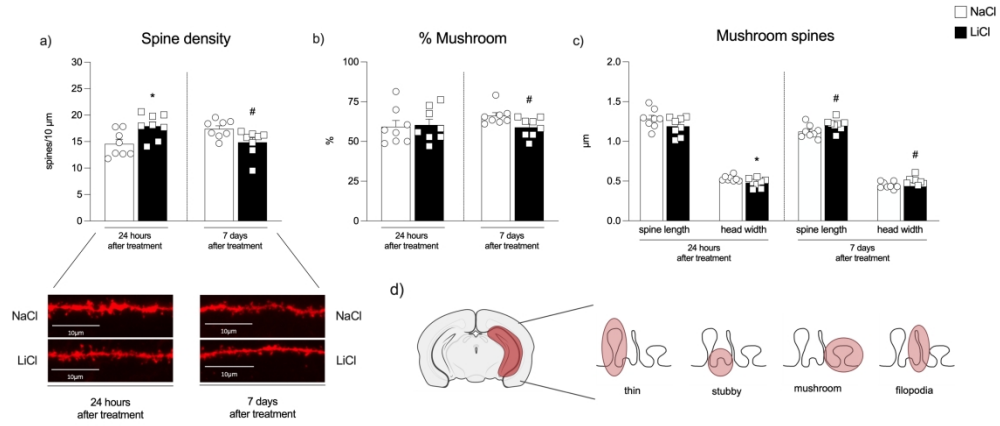 NaCl
LiCl
a)
Spine density
b)
% Mushroom
c)
Mushroom spines
spines/10 µm
30
25
20
15
10
5
0
*
#
24 hours
after treatment
7 days
after treatment
%
100
75
50
25
0
#
24 hours
after treatment
7 days
after treatment
µm
2.0
1.5
1.0
0.5
0.0
*
#
#
spine length
head width
spine length
head width
24 hours
after treatment
7 days
after treatment
NaCl
10µm
10µm
NaCl
LiCl
10µm
10µm
LiCl
24 hours
after treatment
7 days
after treatment
d)
thin
stubby
mushroom
filopodia